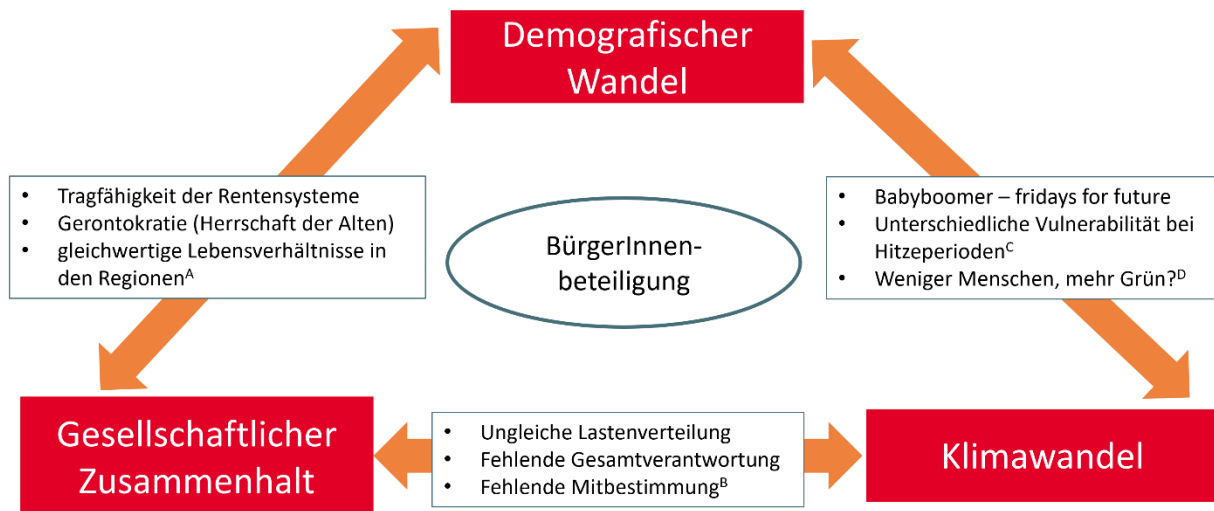 Demografischer
Wandel
• Tragfähigkeit der Rentensysteme
• Gerontokratie (Herrschaft der Alten)
• gleichwertige Lebensverhältnisse in
den Regionenᴬ
BürgerInnen-
beteiligung
• Babyboomer – fridays for future
• Unterschiedliche Vulnerabilität bei
Hitzeperiodenᶜ
• Weniger Menschen, mehr Grün?ᴰ
Gesellschaftlicher
Zusammenhalt
• Ungleiche Lastenverteilung
• Fehlende Gesamtverantwortung
• Fehlende Mitbestimmungᴮ
Klimawandel